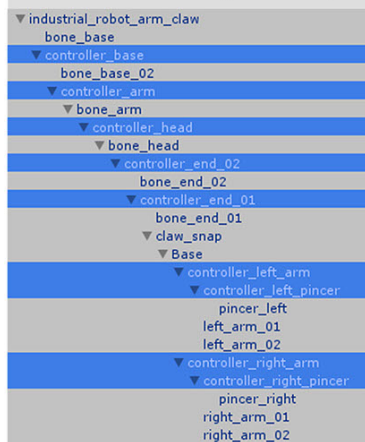 industrial_robot_arm_claw
bone_base
controller_base
bone_base_02
controller_arm
bone_arm
controller_head
bone_head
controller_end_02
bone_end_02
controller_end_01
bone_end_01
claw_snap
Base
controller_left_arm
controller_left_pincer
pincer_left
left_arm_01
left_arm_02
controller_right_arm
controller_right_pincer
pincer_right
right_arm_01
right_arm_02